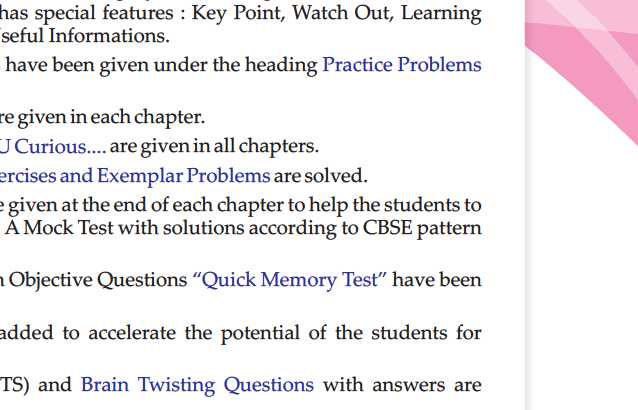 has special features : Key Point, Watch Out, Learning
seful Informations.
have been given under the heading Practice Problems
re given in each chapter.
U Curious.... are given in all chapters.
ercises and Exemplar Problems are solved.
e given at the end of each chapter to help the students to
A Mock Test with solutions according to CBSE pattern
n Objective Questions “Quick Memory Test” have been
added to accelerate the potential of the students for
TS) and Brain Twisting Questions with answers are